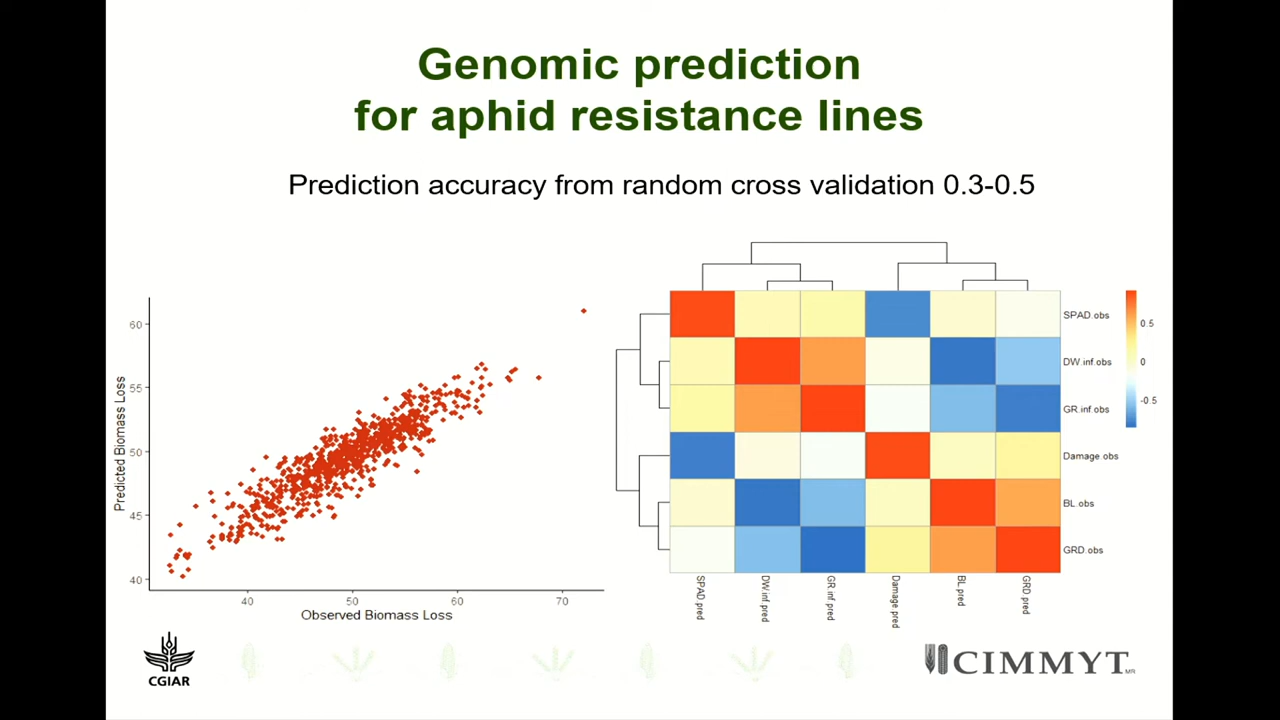 Genomic prediction
for aphid resistance lines
Prediction accuracy from random cross validation 0.3-0.5
Predicted Biomass Loss
60
55
50
45
40
40 50 60 70
Observed Biomass Loss
SPAD.obs
DW.inf.obs
GR.inf.obs
Damage.obs
BL.obs
GRD.obs
SPAD.pred
DW.inf.pred
GR.inf.pred
Damage.pred
BL.pred
GRD.pred
0.5
0
-0.5
CGIAR
CIMMYT